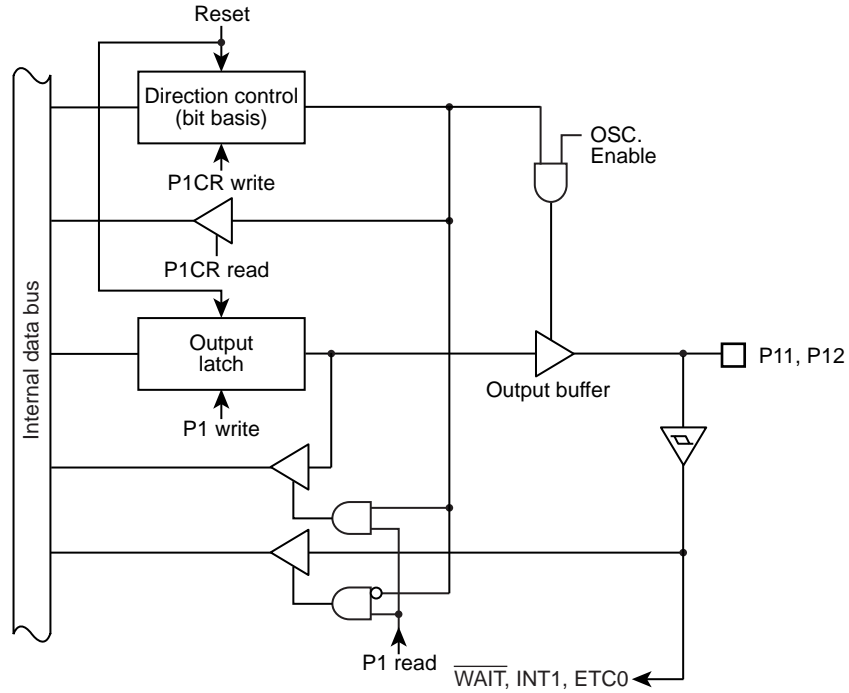 Reset
Direction control
(bit basis)
OSC.
Enable
P1CR write
P1CR read
Internal data bus
Output
latch
P11, P12
Output buffer
P1 write
P1 read
WAIT, INT1, ETC0